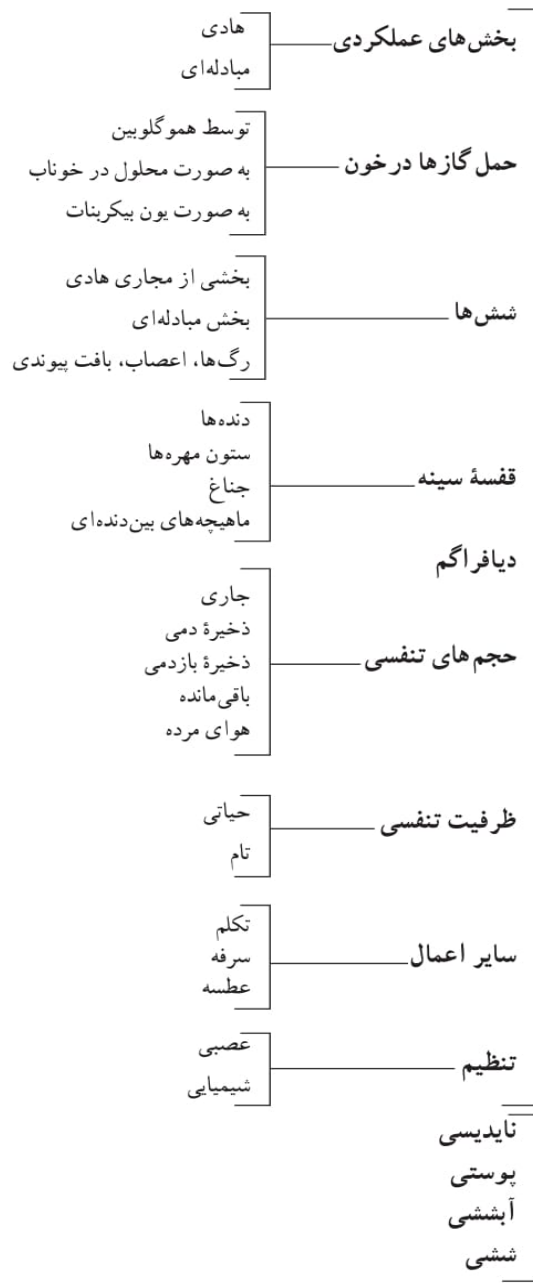 بخش‌های عملکردی
هادی
مبادله‌ای
حمل گازها درخون
توسط هموگلوبین
به صورت محلول در خوناب
به صورت یون بیکربنات
شش‌ها
بخشی از مجاری هادی
بخش مبادله‌ای
رگ‌ها، اعصاب، بافت پیوندی
قفسهٔ سینه
دنده‌ها
ستون مهره‌ها
جناغ
ماهیچه‌های بین‌دنده‌ای
دیافراگم
حجم‌های تنفسی
جاری
ذخیرهٔ دمی
ذخیرهٔ بازدمی
باقی‌مانده
هوای مرده
ظرفیت تنفسی
حیاتی
تام
سایر اعمال
تکلم
سرفه
عطسه
تنظیم
عصبی
شیمیایی
نایدیسی
پوستی
آبششی
ششی